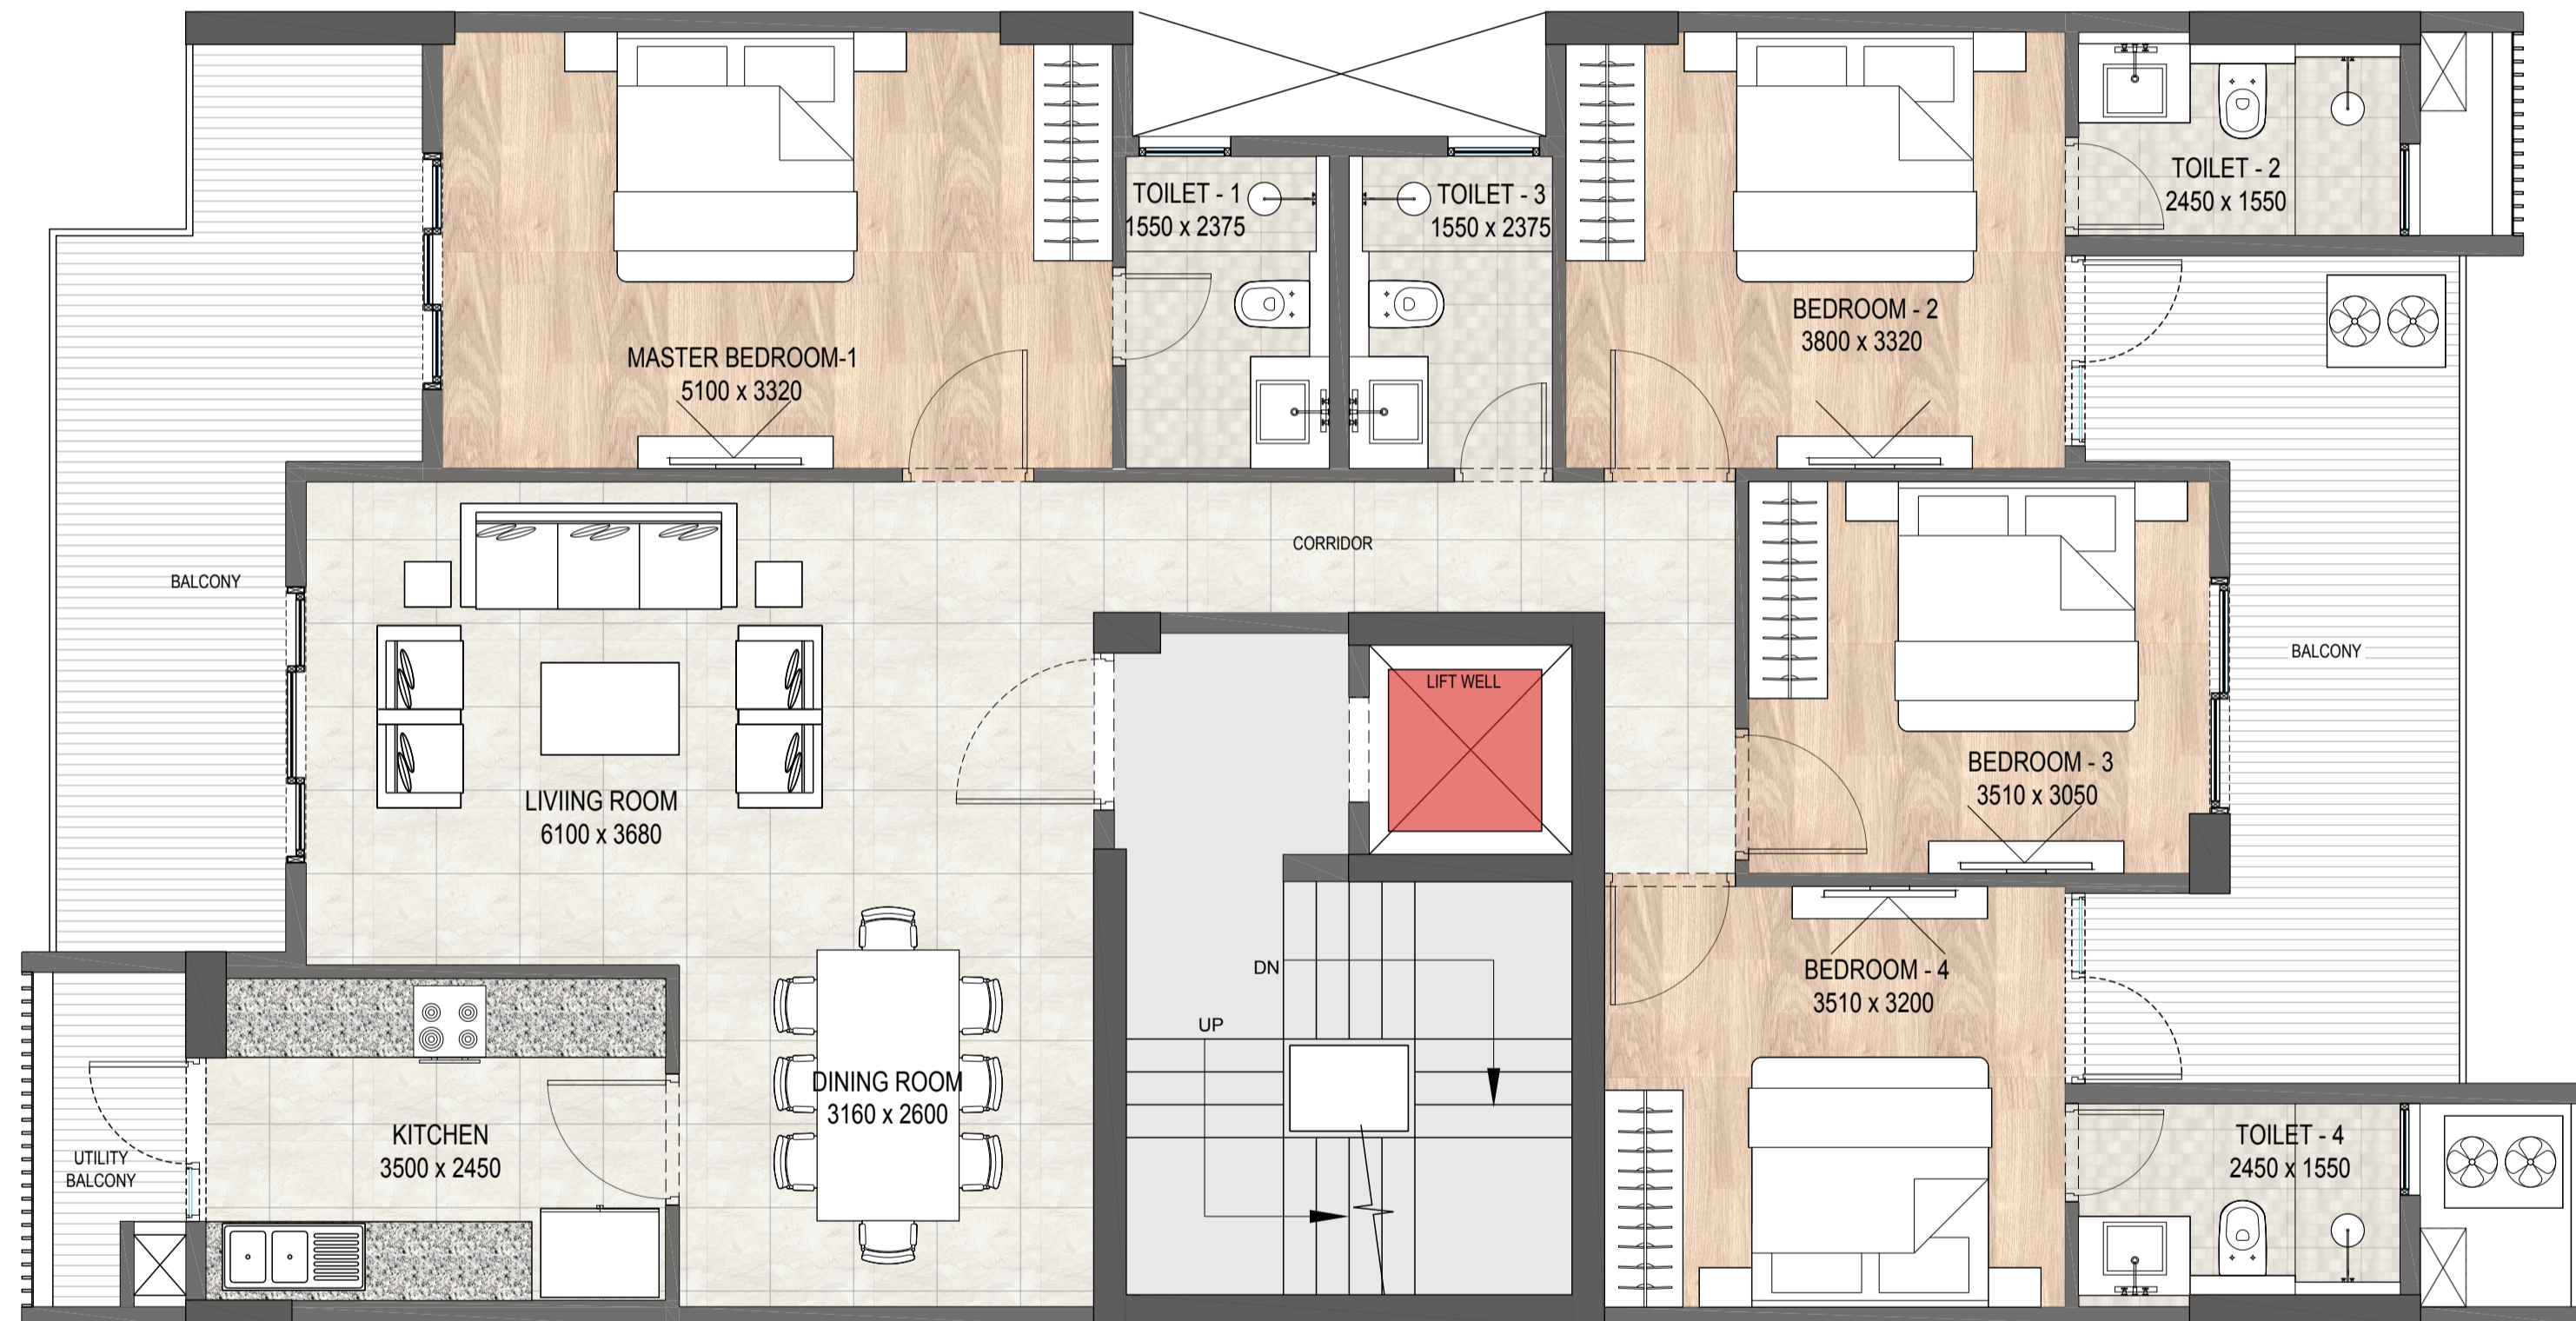 TOILET - 1
1550 x 2375
TOILET - 3
1550 x 2375
TOILET - 2
2450 x 1550
MASTER BEDROOM-1
5100 x 3320
BEDROOM - 2
3800 x 3320
CORRIDOR
BALCONY
LIFT WELL
BALCONY
LIVIING ROOM
6100 x 3680
BEDROOM - 3
3510 x 3050
DN
UP
BEDROOM - 4
3510 x 3200
DINING ROOM
3160 x 2600
KITCHEN
3500 x 2450
UTILITY
BALCONY
TOILET - 4
2450 x 1550